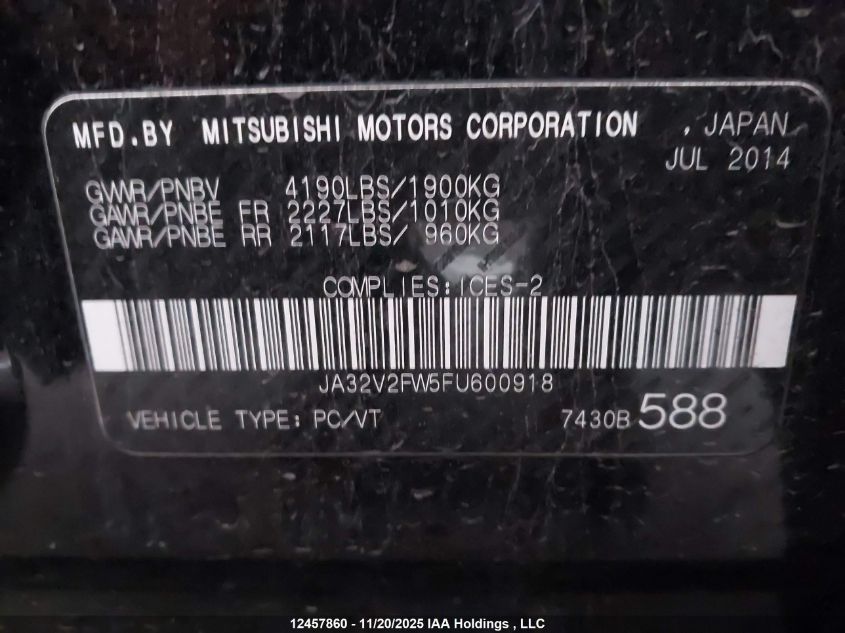 MFD.BY MITSUBISHI MOTORS CORPORATION , JAPAN
JUL 2014
GVWR/PNBV 4190LBS/1900KG
GAWR/PNBE FR 2227LBS/1010KG
GAWR/PNBE RR 2117LBS/ 960KG
COMPLIES:ICES-2
JA32V2FW5FU600918
VEHICLE TYPE: PC/VT 7430B 588
12457860 - 11/20/2025 IAA Holdings , LLC